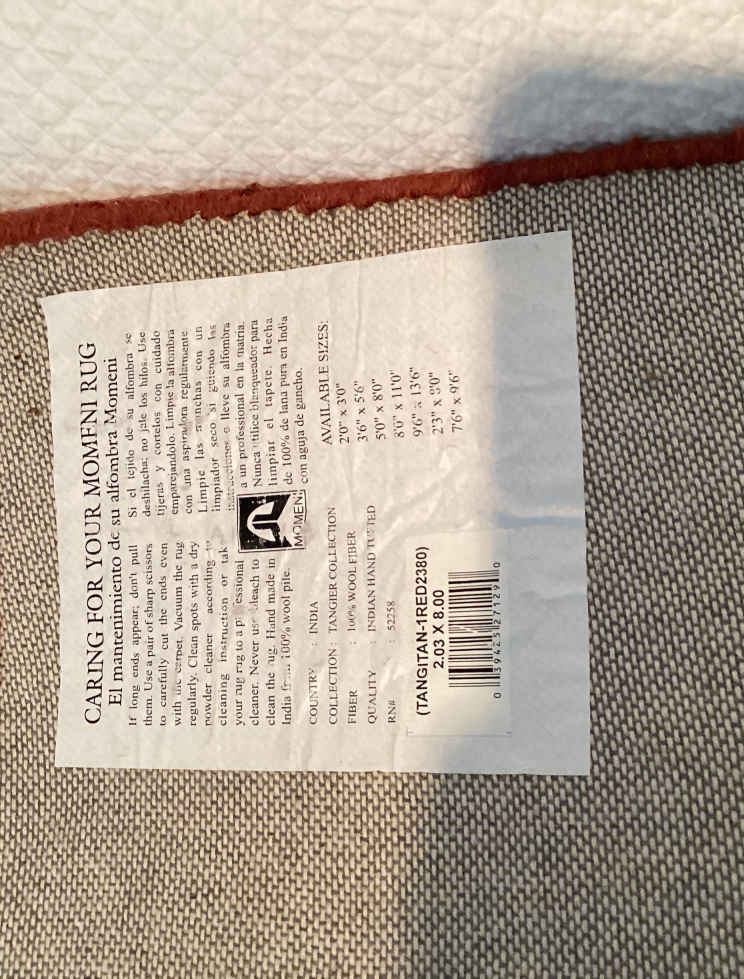 CARING FOR YOUR MOMENI RUG
El mantenimiento de su alfombra Momeni
If long ends appear; don't pull
them. Use a pair of sharp scissors
to carefully cut the ends even
with the carpet. Vacuum the rug
regularly. Clean spots with a dry
powder cleaner according to
cleaning instruction or tak
your rug rug to a professional
cleaner. Never use bleach to
clean the rug. Hand made in
India 100% wool pile.
Si el tejido de su alfombra se
deshilacha; no jale los hilos. Use
tijeras y cortelos con cuidado
emparejandolo. Limpie la alfombra
con una aspiradora regularmente.
Limpie las manchas con un
limpiador seco si guiendo las
instrucciones o lleve su alfombra
a un professional en la matria.
Nunca utilice blanqueador para
limpiar el tapete. Hecha
de 100% de lana pura en India
con aguja de gancho.
MOMENI
COUNTRY : INDIA
COLLECTION : TANGIER COLLECTION
FIBER : 100% WOOL FIBER
QUALITY : INDIAN HAND TUFTED
RN# : 52258
AVAILABLE SIZES:
2'0" x 3'0"
3'6" x 5'6"
5'0" x 8'0"
8'0" x 11'0"
9'6" x 13'6"
2'3" x 8'0"
7'6" x 9'6"
(TANGITAN-1RED2380)
2.03 X 8.00
0 39425 27129 0